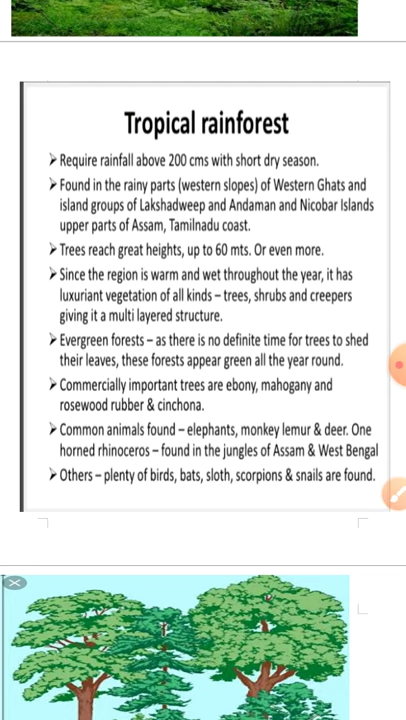 Tropical rainforest
➢ Require rainfall above 200 cms with short dry season.
➢ Found in the rainy parts (western slopes) of Western Ghats and
island groups of Lakshadweep and Andaman and Nicobar Islands
upper parts of Assam, Tamilnadu coast.
➢ Trees reach great heights, up to 60 mts. Or even more.
➢ Since the region is warm and wet throughout the year, it has
luxuriant vegetation of all kinds – trees, shrubs and creepers
giving it a multi layered structure.
➢ Evergreen forests – as there is no definite time for trees to shed
their leaves, these forests appear green all the year round.
➢ Commercially important trees are ebony, mahogany and
rosewood rubber & cinchona.
➢ Common animals found – elephants, monkey lemur & deer. One
horned rhinoceros – found in the jungles of Assam & West Bengal
➢ Others – plenty of birds, bats, sloth, scorpions & snails are found.